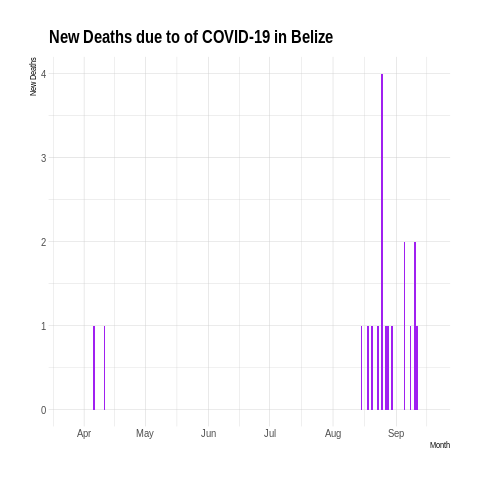 New Deaths due to of COVID-19 in Belize
New Deaths
4
3
2
1
0
Apr May Jun Jul Aug Sep
Month